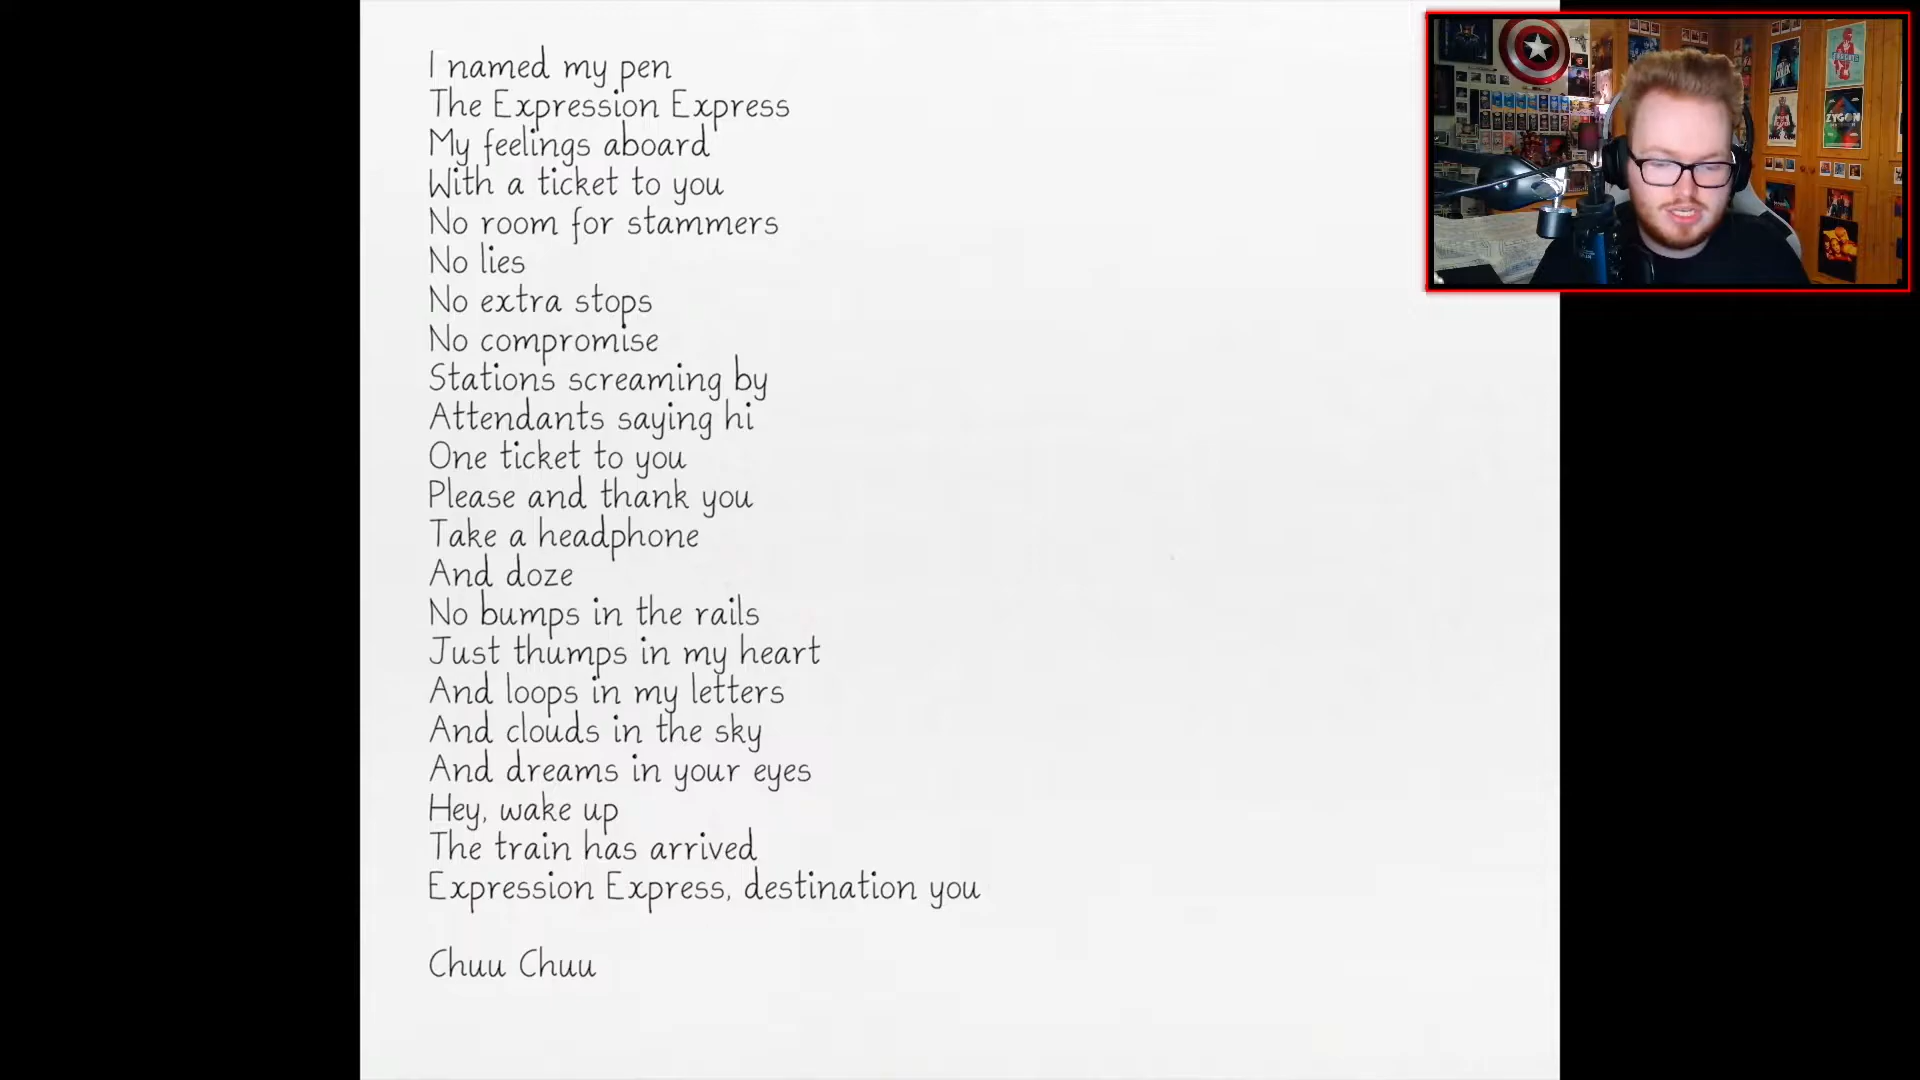 I named my pen
The Expression Express
My feelings aboard
With a ticket to you
No room for stammers
No lies
No extra stops
No compromise
Stations screaming by
Attendants saying hi
One ticket to you
Please and thank you
Take a headphone
And doze
No bumps in the rails
Just thumps in my heart
And loops in my letters
And clouds in the sky
And dreams in your eyes
Hey, wake up
The train has arrived
Expression Express, destination you
Chuu Chuu
ZYGON